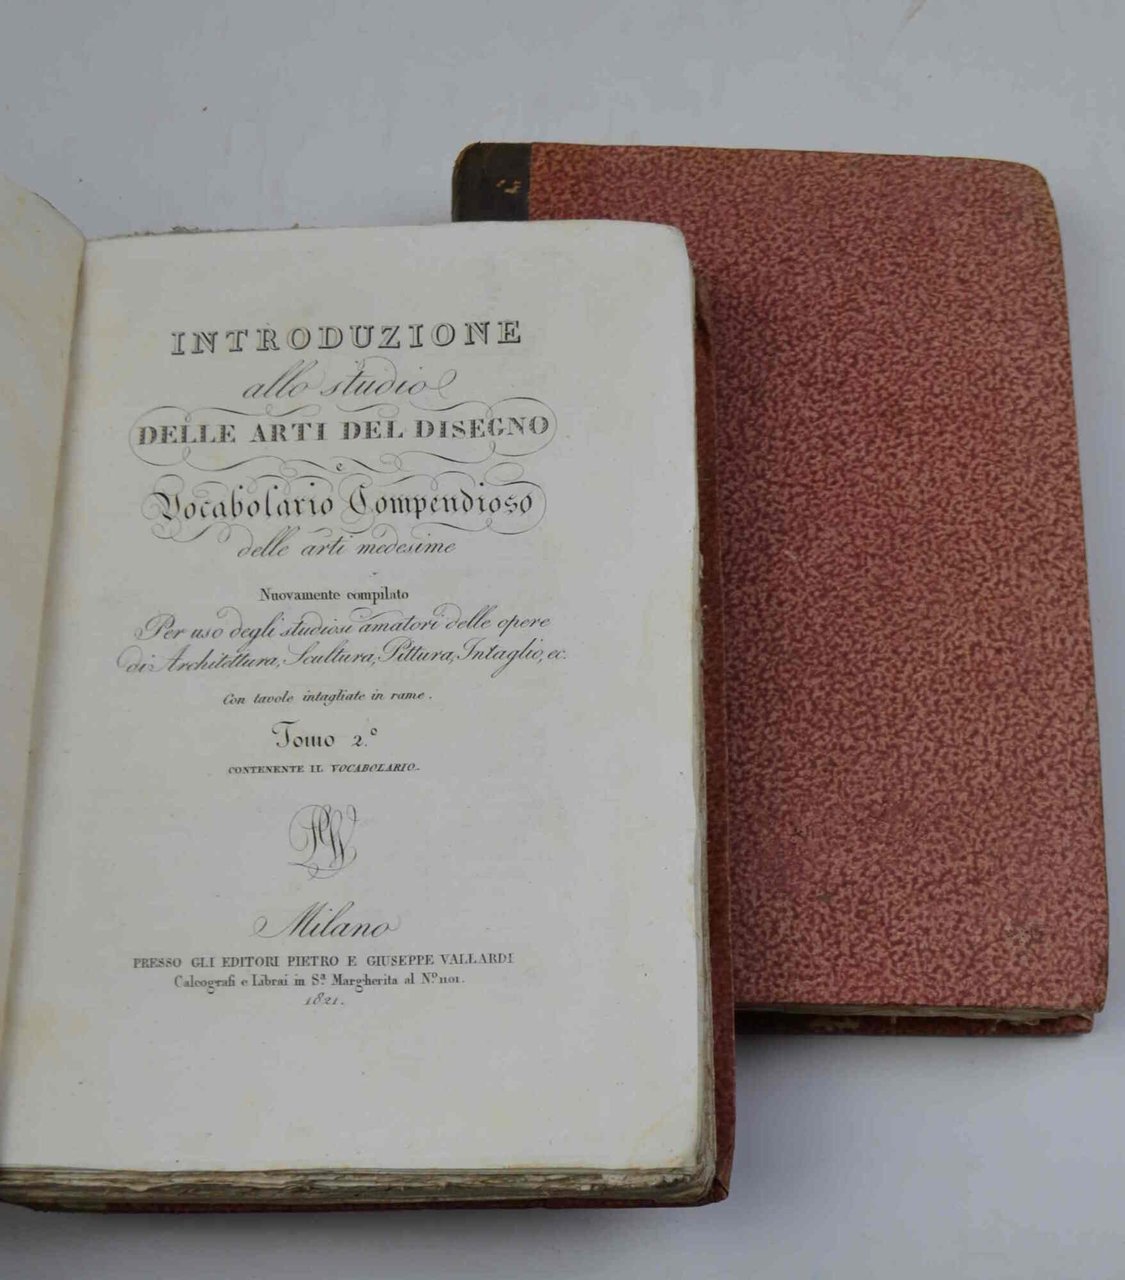 INTRODUZIONE
allo studio
DELLE ARTI DEL DISEGNO
e
Vocabolario Compendioso
delle arti medesime
Nuovamente compilato
Per uso degli studiosi amatori delle opere
di Architettura, Scultura, Pittura, Intaglio, ec.
Con tavole intagliate in rame.
Tomo 2.º
CONTENENTE IL VOCABOLARIO.
Milano
PRESSO GLI EDITORI PIETRO E GIUSEPPE VALLARDI
Calcografi e Librai in Sª Margherita al Nº 1101.
1821.